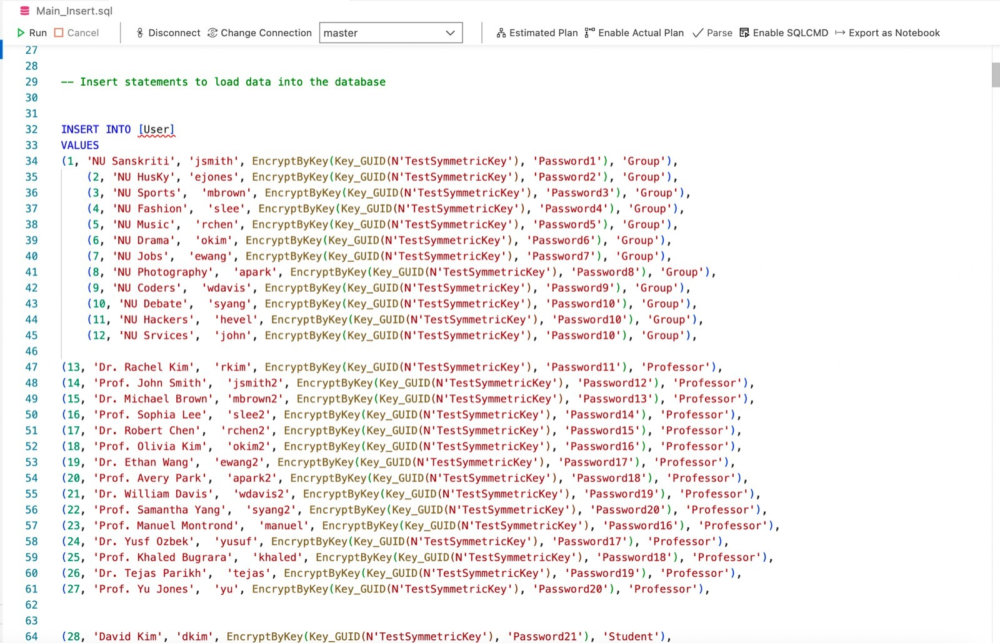 Main_Insert.sql
Run Cancel Disconnect Change Connection master Estimated Plan Enable Actual Plan Parse Enable SQLCMD Export as Notebook
27
28
29 -- Insert statements to load data into the database
30
31
32 INSERT INTO [User]
33 VALUES
34 (1, 'NU Sanskriti', 'jsmith', EncryptByKey(Key_GUID(N'TestSymmetricKey'), 'Password1'), 'Group'),
35 (2, 'NU HusKy', 'ejones', EncryptByKey(Key_GUID(N'TestSymmetricKey'), 'Password2'), 'Group'),
36 (3, 'NU Sports', 'mbrown', EncryptByKey(Key_GUID(N'TestSymmetricKey'), 'Password3'), 'Group'),
37 (4, 'NU Fashion', 'slee', EncryptByKey(Key_GUID(N'TestSymmetricKey'), 'Password4'), 'Group'),
38 (5, 'NU Music', 'rchen', EncryptByKey(Key_GUID(N'TestSymmetricKey'), 'Password5'), 'Group'),
39 (6, 'NU Drama', 'okim', EncryptByKey(Key_GUID(N'TestSymmetricKey'), 'Password6'), 'Group'),
40 (7, 'NU Jobs', 'ewang', EncryptByKey(Key_GUID(N'TestSymmetricKey'), 'Password7'), 'Group'),
41 (8, 'NU Photography', 'apark', EncryptByKey(Key_GUID(N'TestSymmetricKey'), 'Password8'), 'Group'),
42 (9, 'NU Coders', 'wdavis', EncryptByKey(Key_GUID(N'TestSymmetricKey'), 'Password9'), 'Group'),
43 (10, 'NU Debate', 'syang', EncryptByKey(Key_GUID(N'TestSymmetricKey'), 'Password10'), 'Group'),
44 (11, 'NU Hackers', 'hevel', EncryptByKey(Key_GUID(N'TestSymmetricKey'), 'Password10'), 'Group'),
45 (12, 'NU Srvices', 'john', EncryptByKey(Key_GUID(N'TestSymmetricKey'), 'Password10'), 'Group'),
46
47 (13, 'Dr. Rachel Kim', 'rkim', EncryptByKey(Key_GUID(N'TestSymmetricKey'), 'Password11'), 'Professor'),
48 (14, 'Prof. John Smith', 'jsmith2', EncryptByKey(Key_GUID(N'TestSymmetricKey'), 'Password12'), 'Professor'),
49 (15, 'Dr. Michael Brown', 'mbrown2', EncryptByKey(Key_GUID(N'TestSymmetricKey'), 'Password13'), 'Professor'),
50 (16, 'Prof. Sophia Lee', 'slee2', EncryptByKey(Key_GUID(N'TestSymmetricKey'), 'Password14'), 'Professor'),
51 (17, 'Dr. Robert Chen', 'rchen2', EncryptByKey(Key_GUID(N'TestSymmetricKey'), 'Password15'), 'Professor'),
52 (18, 'Prof. Olivia Kim', 'okim2', EncryptByKey(Key_GUID(N'TestSymmetricKey'), 'Password16'), 'Professor'),
53 (19, 'Dr. Ethan Wang', 'ewang2', EncryptByKey(Key_GUID(N'TestSymmetricKey'), 'Password17'), 'Professor'),
54 (20, 'Prof. Avery Park', 'apark2', EncryptByKey(Key_GUID(N'TestSymmetricKey'), 'Password18'), 'Professor'),
55 (21, 'Dr. William Davis', 'wdavis2', EncryptByKey(Key_GUID(N'TestSymmetricKey'), 'Password19'), 'Professor'),
56 (22, 'Prof. Samantha Yang', 'syang2', EncryptByKey(Key_GUID(N'TestSymmetricKey'), 'Password20'), 'Professor'),
57 (23, 'Prof. Manuel Montrond', 'manuel', EncryptByKey(Key_GUID(N'TestSymmetricKey'), 'Password16'), 'Professor'),
58 (24, 'Dr. Yusf Ozbek', 'yusuf', EncryptByKey(Key_GUID(N'TestSymmetricKey'), 'Password17'), 'Professor'),
59 (25, 'Prof. Khaled Bugrara', 'khaled', EncryptByKey(Key_GUID(N'TestSymmetricKey'), 'Password18'), 'Professor'),
60 (26, 'Dr. Tejas Parikh', 'tejas', EncryptByKey(Key_GUID(N'TestSymmetricKey'), 'Password19'), 'Professor'),
61 (27, 'Prof. Yu Jones', 'yu', EncryptByKey(Key_GUID(N'TestSymmetricKey'), 'Password20'), 'Professor'),
62
63
64 (28, 'David Kim', 'dkim', EncryptByKey(Key_GUID(N'TestSymmetricKey'), 'Password21'), 'Student'),